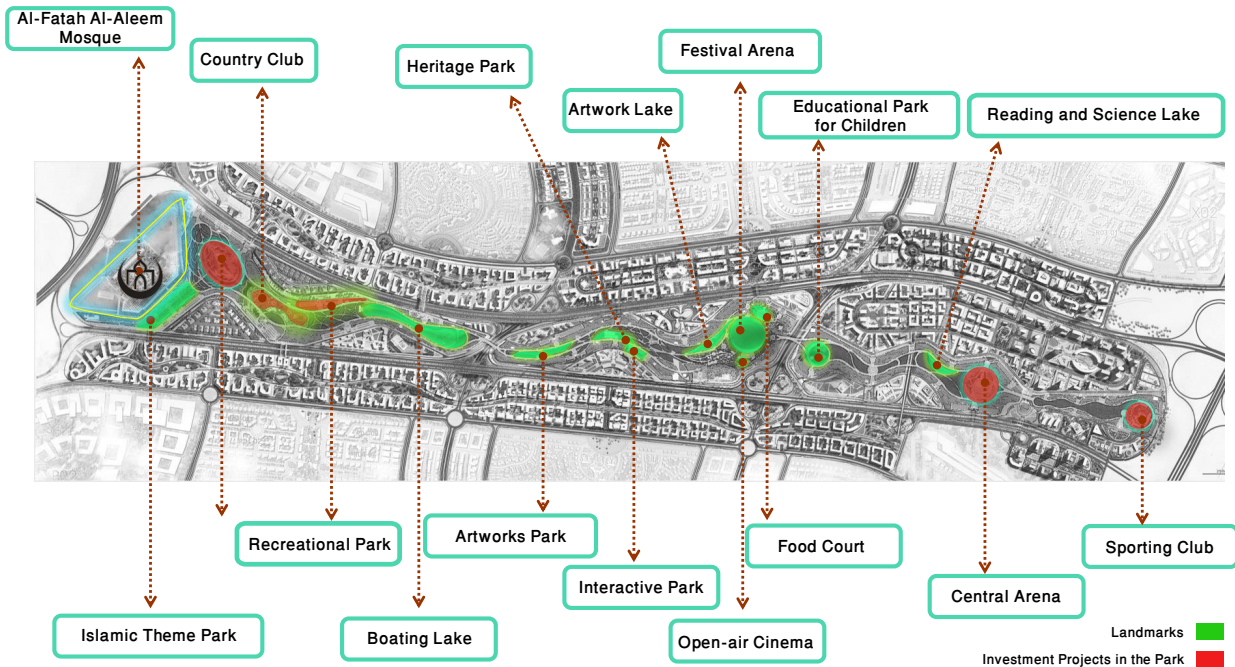 Al-Fatah Al-Aleem
Mosque
Country Club
Heritage Park
Artwork Lake
Festival Arena
Educational Park
for Children
Reading and Science Lake
Recreational Park
Artworks Park
Food Court
Sporting Club
Interactive Park
Central Arena
Islamic Theme Park
Boating Lake
Open-air Cinema
Landmarks
Investment Projects in the Park